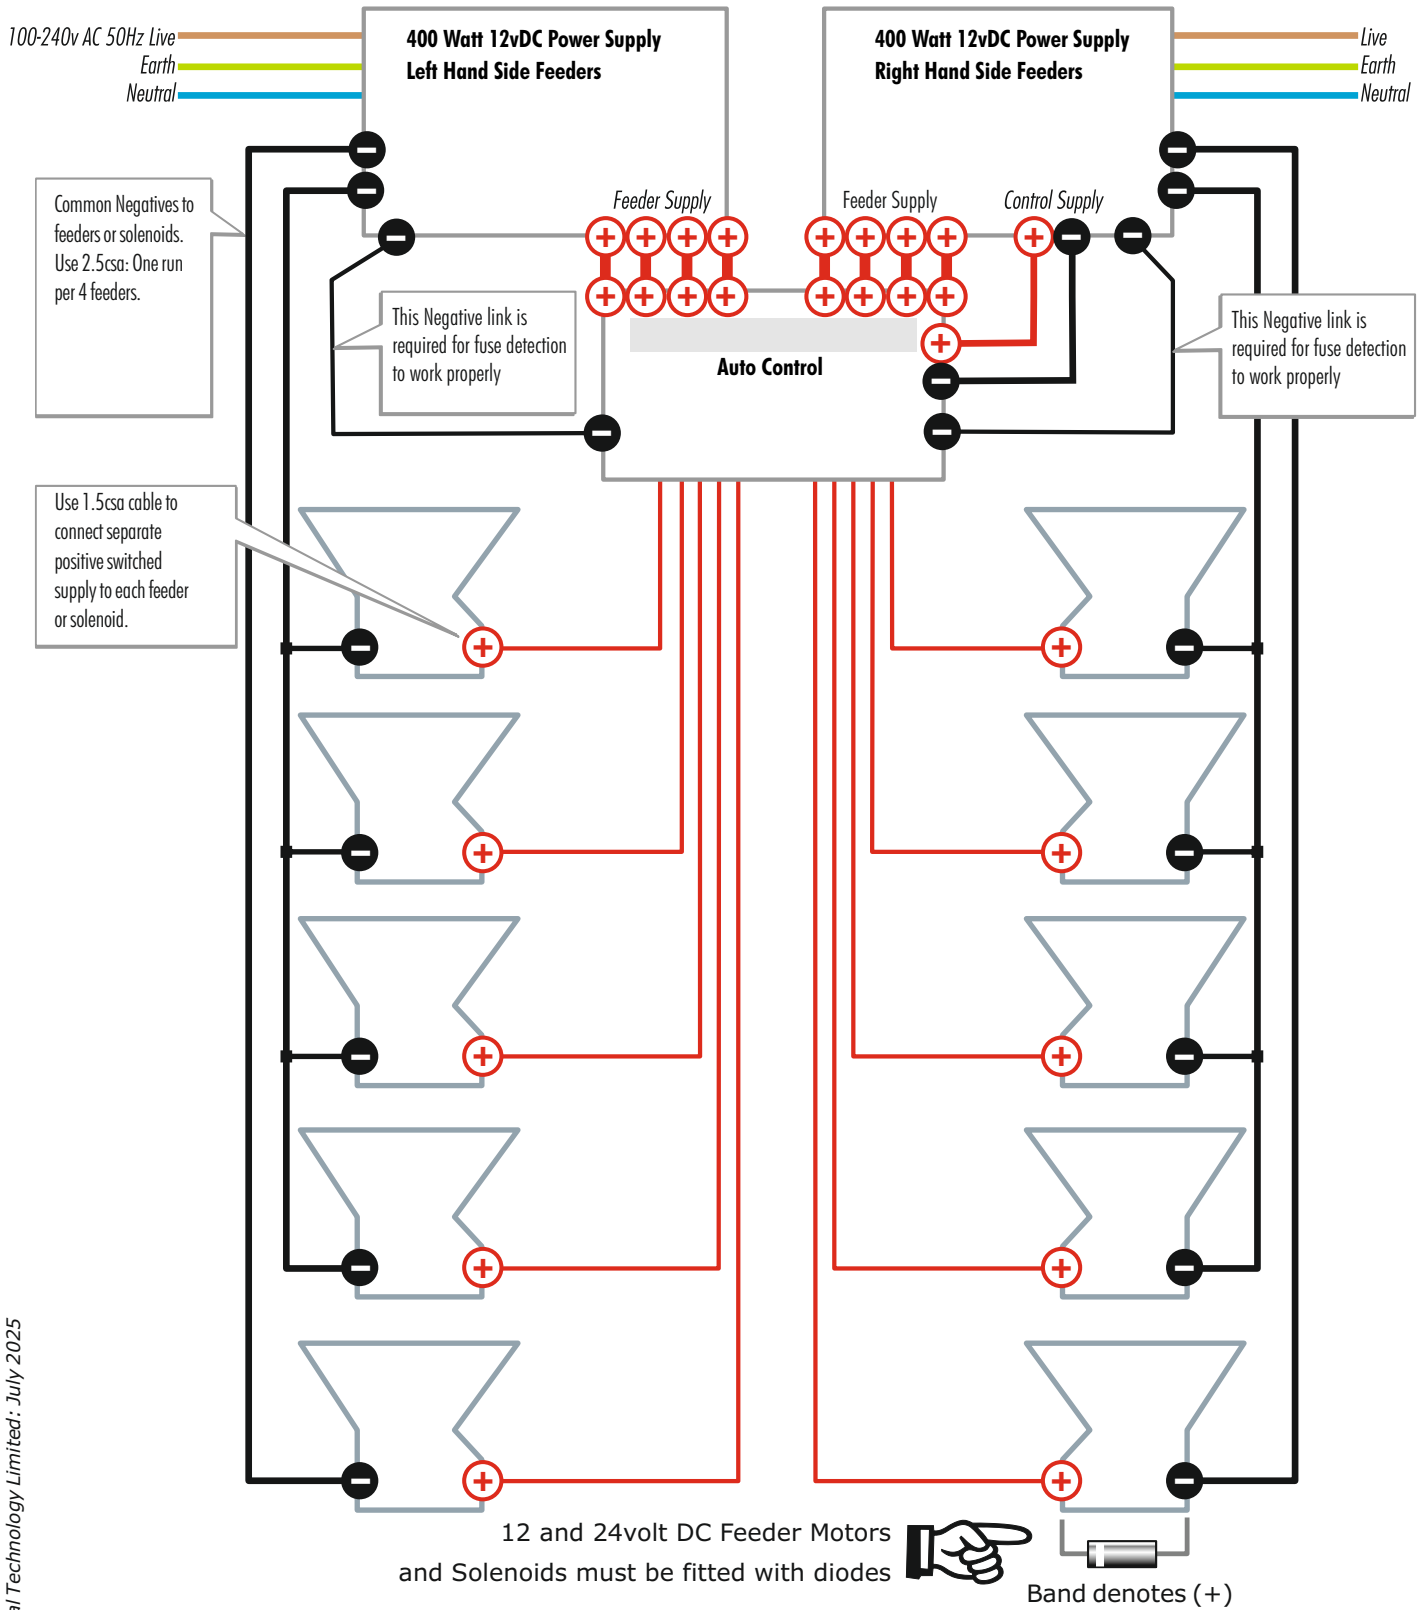 100-240v AC 50Hz Live
Earth
Neutral
400 Watt 12vDC Power Supply
Left Hand Side Feeders
400 Watt 12vDC Power Supply
Right Hand Side Feeders
Live
Earth
Neutral
Common Negatives to
feeders or solenoids.
Use 2.5csa: One run
per 4 feeders.
Feeder Supply
Feeder Supply
Control Supply
This Negative link is
required for fuse detection
to work properly
Auto Control
This Negative link is
required for fuse detection
to work properly
Use 1.5csa cable to
connect separate
positive switched
supply to each feeder
or solenoid.
12 and 24volt DC Feeder Motors
and Solenoids must be fitted with diodes
Band denotes (+)
Technology Limited: July 2025